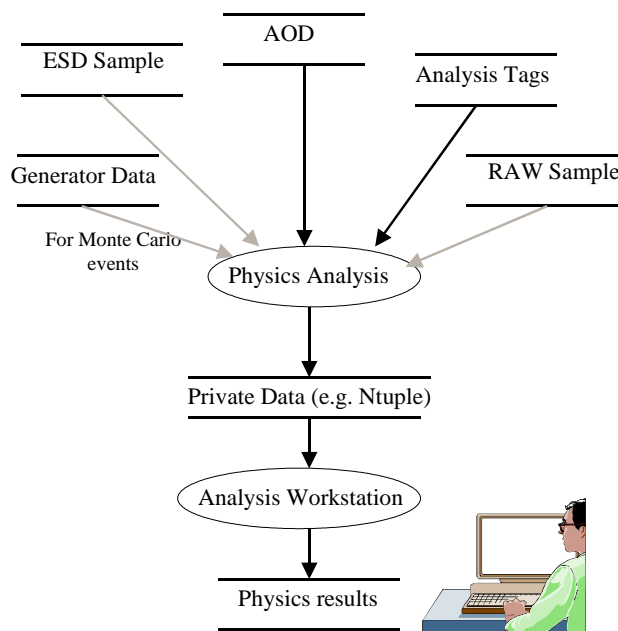 AOD
ESD Sample
Analysis Tags
Generator Data
RAW Sample
For Monte Carlo
events
Physics Analysis
Private Data (e.g. Ntuple)
Analysis Workstation
Physics results